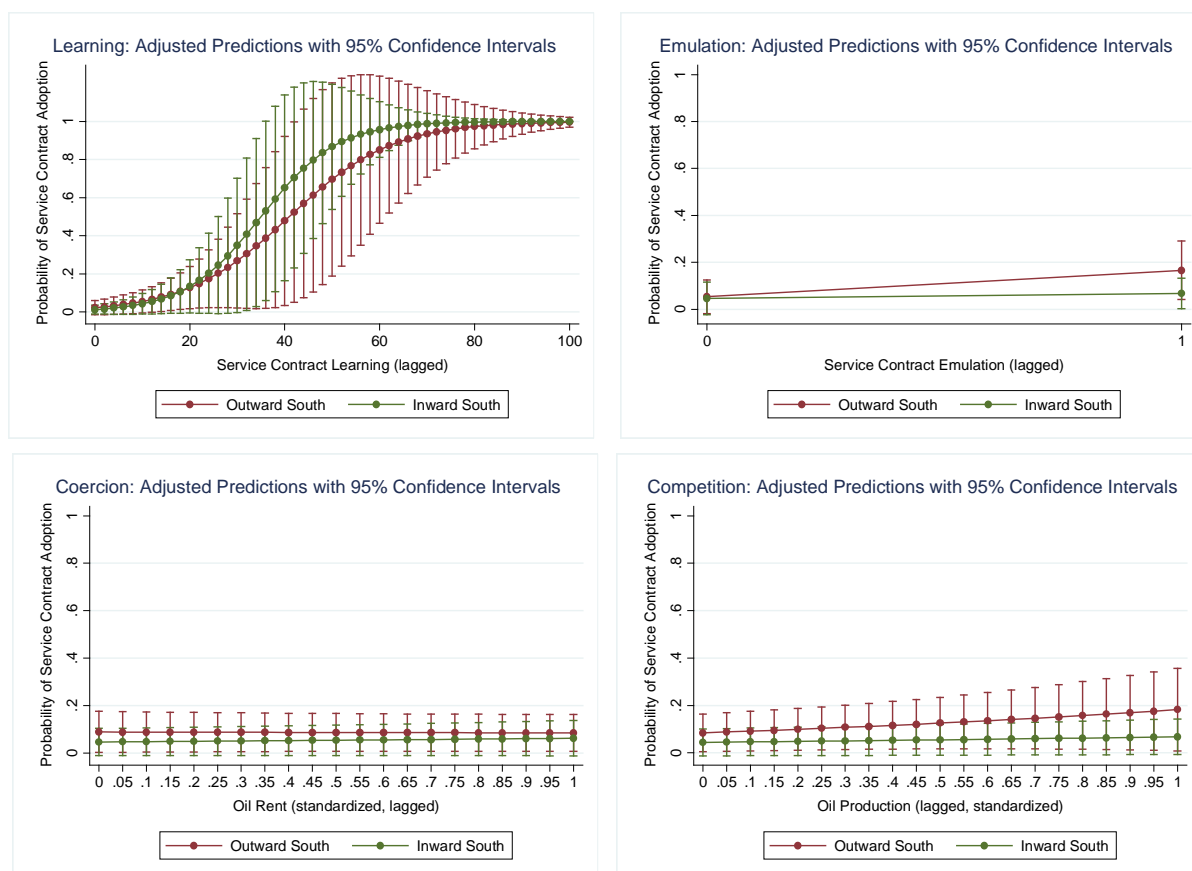 Learning: Adjusted Predictions with 95% Confidence Intervals
Probability of Service Contract Adoption
1
.8
.6
.4
.2
0
0 20 40 60 80 100
Service Contract Learning (lagged)
Outward South Inward South
Emulation: Adjusted Predictions with 95% Confidence Intervals
Probability of Service Contract Adoption
1
.8
.6
.4
.2
0
0 1
Service Contract Emulation (lagged)
Outward South Inward South
Coercion: Adjusted Predictions with 95% Confidence Intervals
Probability of Service Contract Adoption
1
.8
.6
.4
.2
0
0 .05 .1 .15 .2 .25 .3 .35 .4 .45 .5 .55 .6 .65 .7 .75 .8 .85 .9 .95 1
Oil Rent (standardized, lagged)
Outward South Inward South
Competition: Adjusted Predictions with 95% Confidence Intervals
Probability of Service Contract Adoption
1
.8
.6
.4
.2
0
0 .05 .1 .15 .2 .25 .3 .35 .4 .45 .5 .55 .6 .65 .7 .75 .8 .85 .9 .95 1
Oil Production (lagged, standardized)
Outward South Inward South